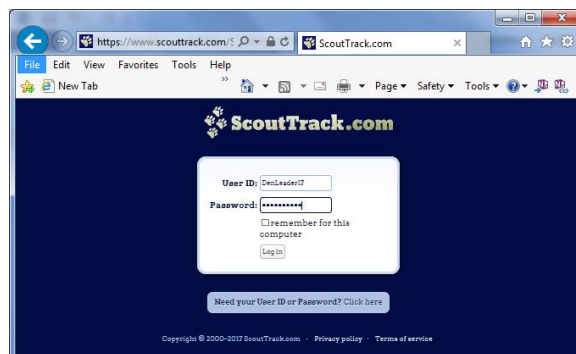 https://www.scouttrack.com/S
ScoutTrack.com
File Edit View Favorites Tools Help
New Tab
Page Safety Tools
ScoutTrack.com
User ID: DenLeader17
Password: ••••••••••
remember for this
computer
Log in
Need your User ID or Password? Click here
Copyright © 2000-2017 ScoutTrack.com - Privacy policy - Terms of service